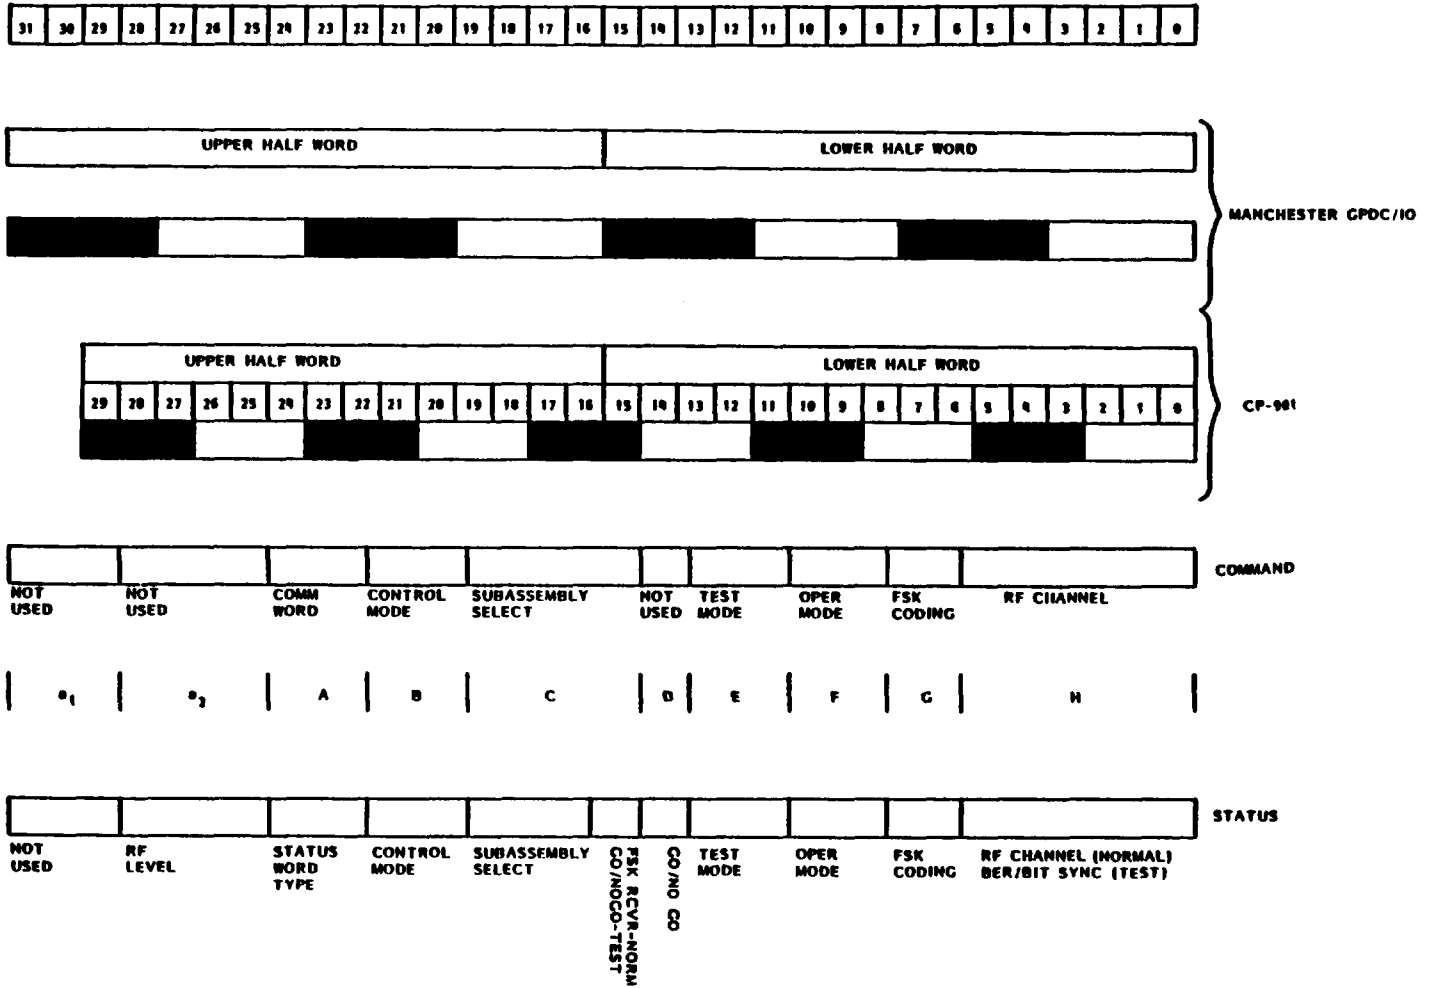 31 30 29 28 27 26 25 24 23 22 21 20 19 18 17 16 15 14 13 12 11 10 9 8 7 6 5 4 3 2 1 0
UPPER HALF WORD LOWER HALF WORD
MANCHESTER GPDC/IO
UPPER HALF WORD LOWER HALF WORD
29 28 27 26 25 24 23 22 21 20 19 18 17 16 15 14 13 12 11 10 9 8 7 6 5 4 3 2 1 0
CP-901
COMMAND
NOT USED
NOT USED
COMM WORD
CONTROL MODE
SUBASSEMBLY SELECT
NOT USED
TEST MODE
OPER MODE
FSK CODING
RF CHANNEL
a1 a2 A B C D E F G H
STATUS
NOT USED
RF LEVEL
STATUS WORD TYPE
CONTROL MODE
SUBASSEMBLY SELECT
FSK RCVR-NORM
GO/NOGO-TEST
GO/NO GO
TEST MODE
OPER MODE
FSK CODING
RF CHANNEL (NORMAL)
BER/BIT SYNC (TEST)